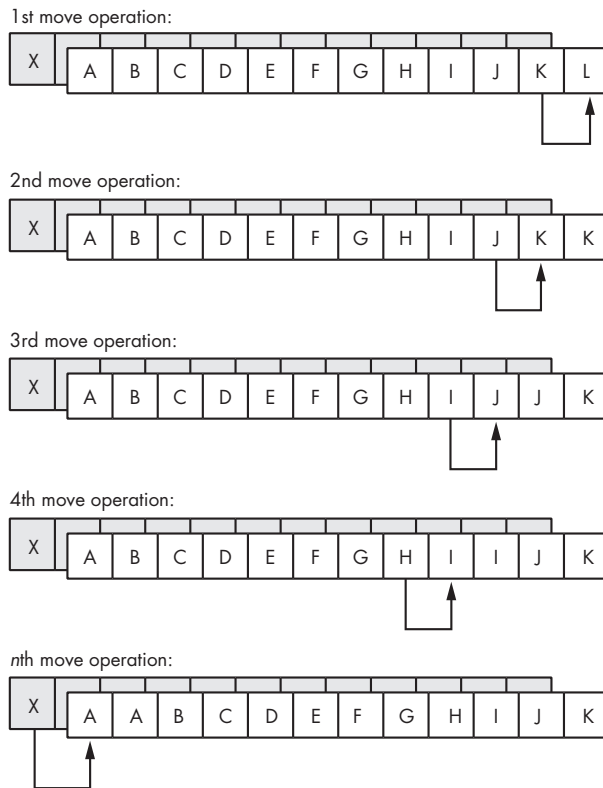 1st move operation:
X A B C D E F G H I J K L
2nd move operation:
X A B C D E F G H I J K K
3rd move operation:
X A B C D E F G H I J J K
4th move operation:
X A B C D E F G H I I J K
nth move operation:
X A A B C D E F G H I J K